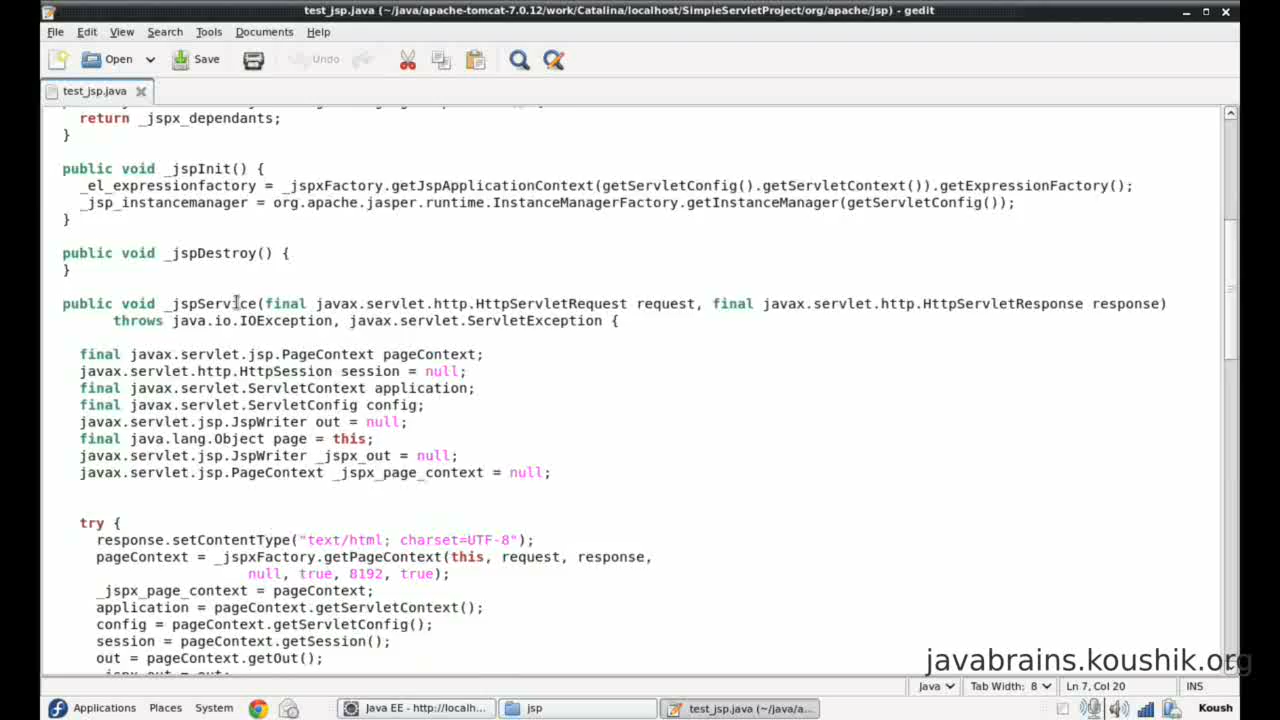 test_jsp.java (~/java/apache-tomcat-7.0.12/work/Catalina/localhost/SimpleServletProject/org/apache/jsp) - gedit
File Edit View Search Tools Documents Help
Open Save Undo
test_jsp.java
return _jspx_dependants;
}
public void _jspInit() {
_el_expressionfactory = _jspxFactory.getJspApplicationContext(getServletConfig().getServletContext()).getExpressionFactory();
_jsp_instancemanager = org.apache.jasper.runtime.InstanceManagerFactory.getInstanceManager(getServletConfig());
}
public void _jspDestroy() {
}
public void _jspService(final javax.servlet.http.HttpServletRequest request, final javax.servlet.http.HttpServletResponse response)
throws java.io.IOException, javax.servlet.ServletException {
final javax.servlet.jsp.PageContext pageContext;
javax.servlet.http.HttpSession session = null;
final javax.servlet.ServletContext application;
final javax.servlet.ServletConfig config;
javax.servlet.jsp.JspWriter out = null;
final java.lang.Object page = this;
javax.servlet.jsp.JspWriter _jspx_out = null;
javax.servlet.jsp.PageContext _jspx_page_context = null;
try {
response.setContentType("text/html; charset=UTF-8");
pageContext = _jspxFactory.getPageContext(this, request, response,
null, true, 8192, true);
_jspx_page_context = pageContext;
application = pageContext.getServletContext();
config = pageContext.getServletConfig();
session = pageContext.getSession();
out = pageContext.getOut();
_jspx_out = out;
javabrains.koushik.org
Java Tab Width: 8 Ln 7, Col 20 INS
Applications Places System Java EE - http://localh... jsp test_jsp.java (~/java/a... Koush